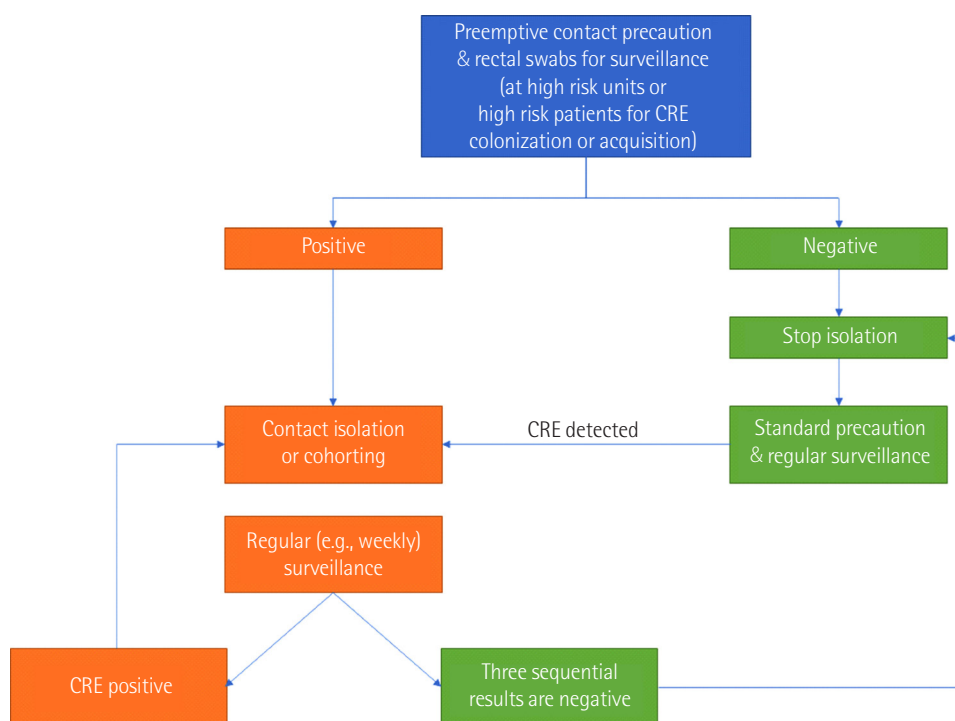 Preemptive contact precaution
& rectal swabs for surveillance
(at high risk units or
high risk patients for CRE
colonization or acquisition)
Positive
Negative
Stop isolation
Contact isolation
or cohorting
CRE detected
Standard precaution
& regular surveillance
Regular (e.g., weekly)
surveillance
CRE positive
Three sequential
results are negative